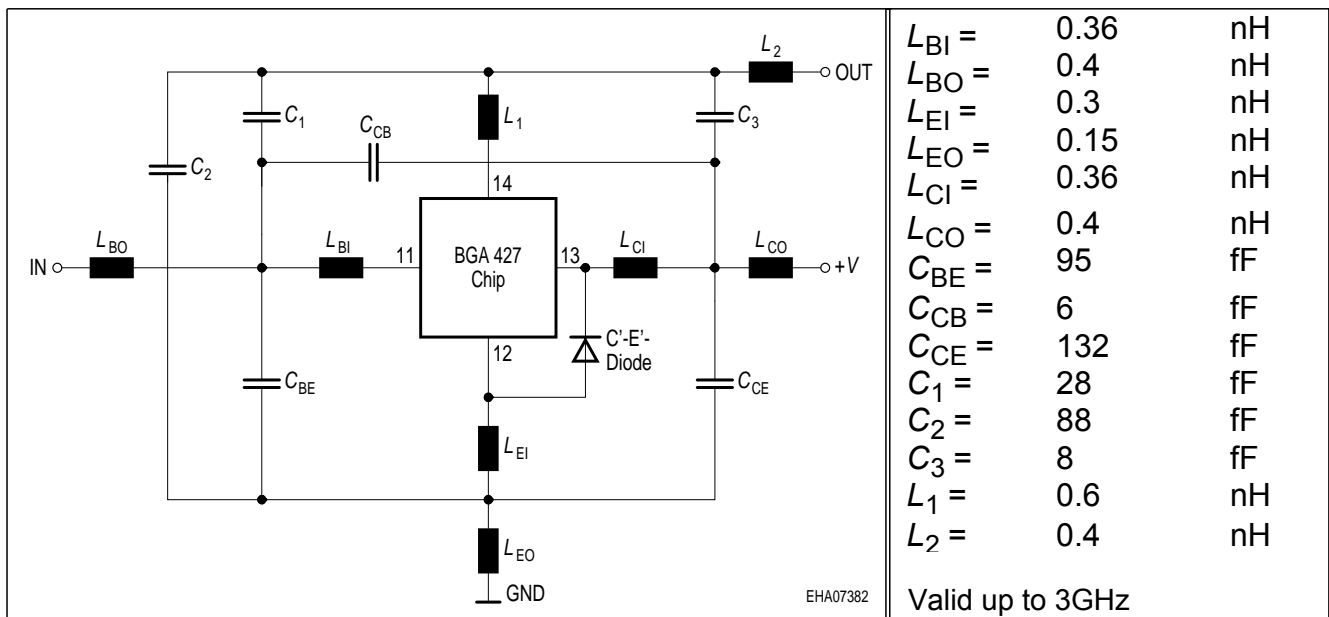 L2
OUT
C1
L1
C3
CCB
C2
14
LBO
LBI
LCI
LCO
IN
11
BGA 427
Chip
13
+V
12
C'-E'-
Diode
CBE
CCE
LEI
LEO
GND
EHA07382
LBI = 0.36 nH
LBO = 0.4 nH
LEI = 0.3 nH
LEO = 0.15 nH
LCI = 0.36 nH
LCO = 0.4 nH
CBE = 95 fF
CCB = 6 fF
CCE = 132 fF
C1 = 28 fF
C2 = 88 fF
C3 = 8 fF
L1 = 0.6 nH
L2 = 0.4 nH
Valid up to 3GHz